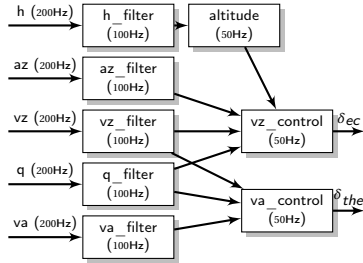 h (200Hz)
h_filter
(100Hz)
altitude
(50Hz)
az (200Hz)
az_filter
(100Hz)
vz (200Hz)
vz_filter
(100Hz)
vz_control
(50Hz)
δec
q (200Hz)
q_filter
(100Hz)
va_control
(50Hz)
δthe
va (200Hz)
va_filter
(100Hz)